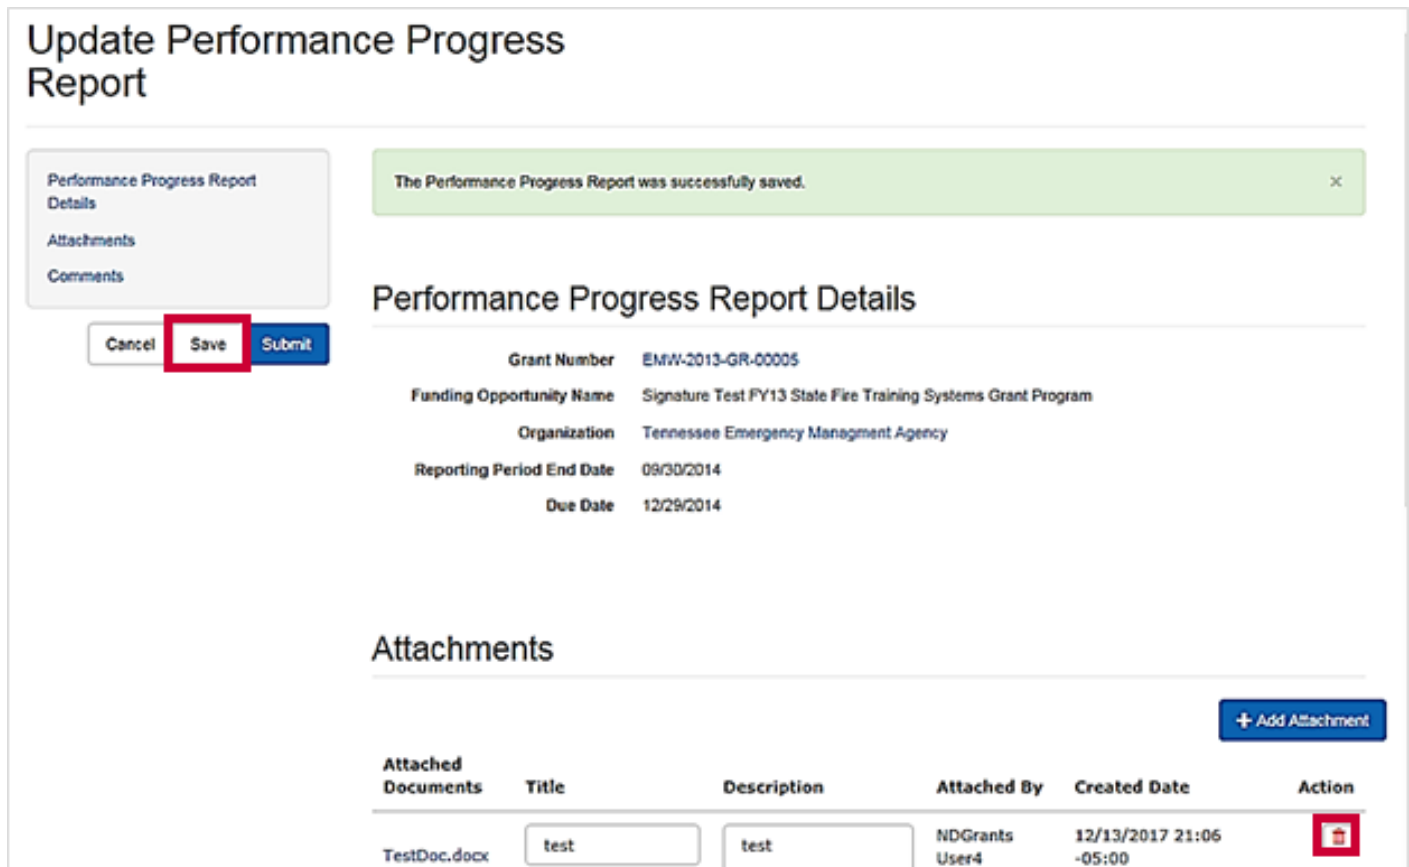 Update Performance Progress
Report
Performance Progress Report
Details
Attachments
Comments
Cancel Save Submit
The Performance Progress Report was successfully saved. ×
Performance Progress Report Details
Grant Number EMW-2013-GR-00005
Funding Opportunity Name Signature Test FY13 State Fire Training Systems Grant Program
Organization Tennessee Emergency Managment Agency
Reporting Period End Date 09/30/2014
Due Date 12/29/2014
Attachments
+ Add Attachment
Attached
Documents Title Description Attached By Created Date Action
TestDoc.docx test test NDGrants
User4 12/13/2017 21:06
-05:00